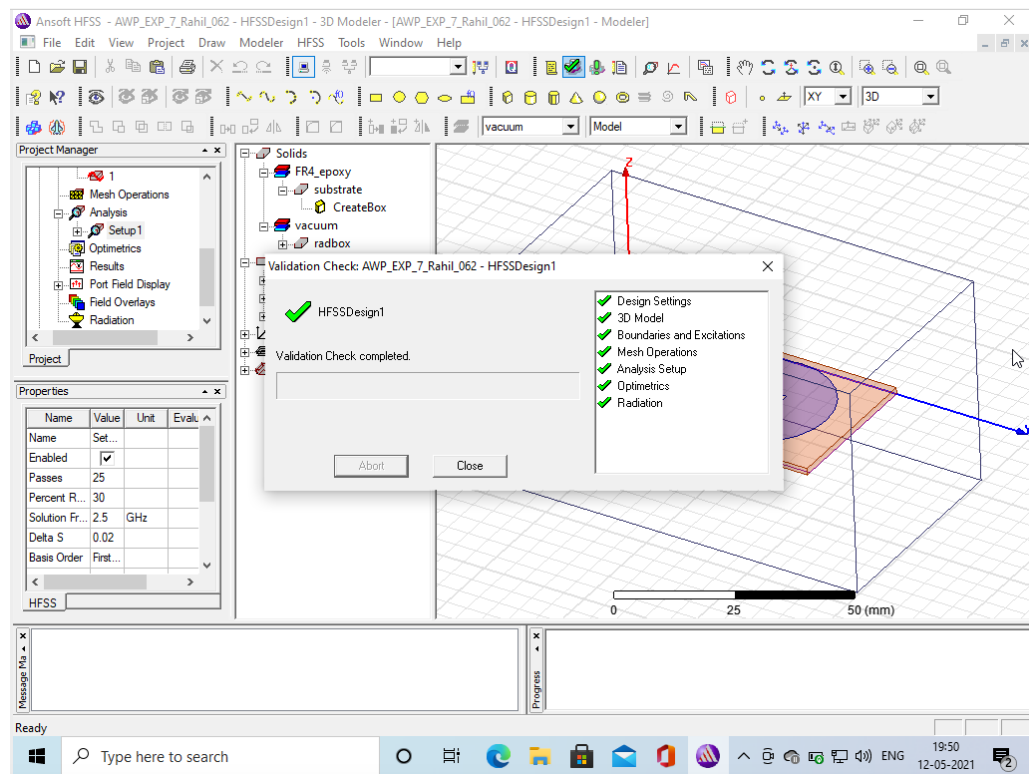 Ansoft HFSS - AWP_EXP_7_Rahil_062 - HFSSDesign1 - 3D Modeler - [AWP_EXP_7_Rahil_062 - HFSSDesign1 - Modeler]
File Edit View Project Draw Modeler HFSS Tools Window Help
XY 3D
vacuum Model
Project Manager
1
Mesh Operations
Analysis
Setup1
Optimetrics
Results
Port Field Display
Field Overlays
Radiation
Project
Solids
FR4_epoxy
substrate
CreateBox
vacuum
radbox
Z
Validation Check: AWP_EXP_7_Rahil_062 - HFSSDesign1
HFSSDesign1
Validation Check completed.
Abort Close
Design Settings
3D Model
Boundaries and Excitations
Mesh Operations
Analysis Setup
Optimetrics
Radiation
Properties
Name Value Unit Evalu
Name Set...
Enabled
Passes 25
Percent R... 30
Solution Fr... 2.5 GHz
Delta S 0.02
Basis Order First...
HFSS
0 25 50 (mm)
Message Ma
Progress
Ready
Type here to search
ENG
19:50
12-05-2021
2